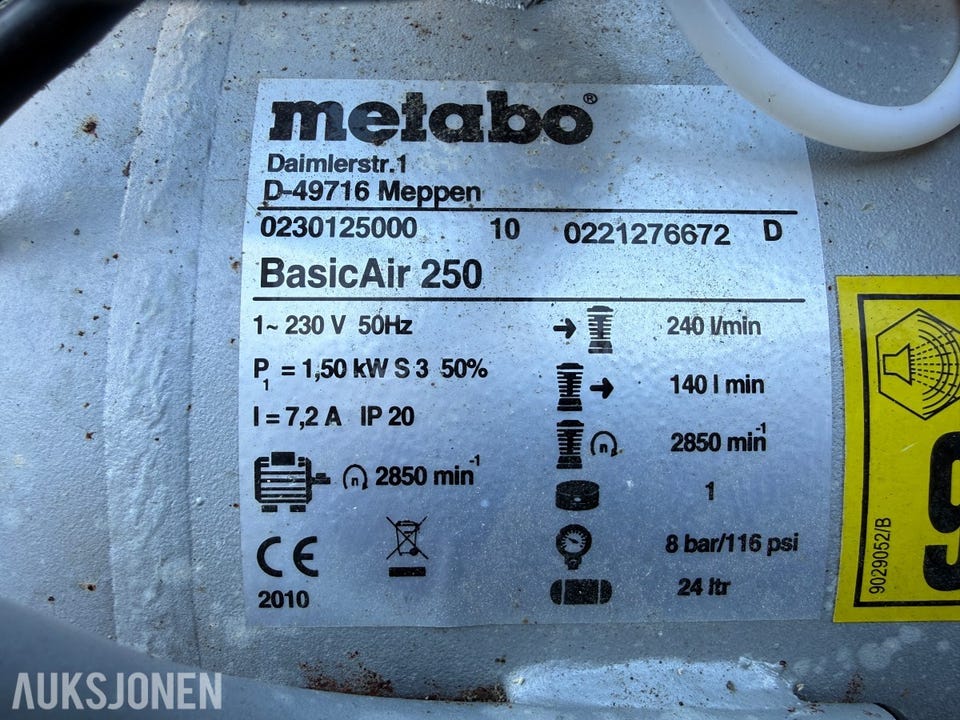 metabo®
Daimlerstr.1
D-49716 Meppen
0230125000 10 0221276672 D
BasicAir 250
1~ 230 V 50Hz
P1 = 1,50 kW S 3 50%
I = 7,2 A IP 20
n 2850 min-1
CE
2010
240 l/min
140 l min
n 2850 min-1
1
8 bar/116 psi
24 ltr
9029052/B
9
AUKSJONEN